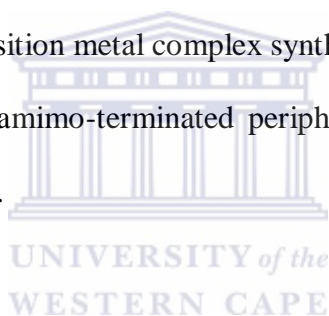 sition metal complex synth
amimo-terminated periph
.
UNIVERSITY of the
WESTERN CAPE